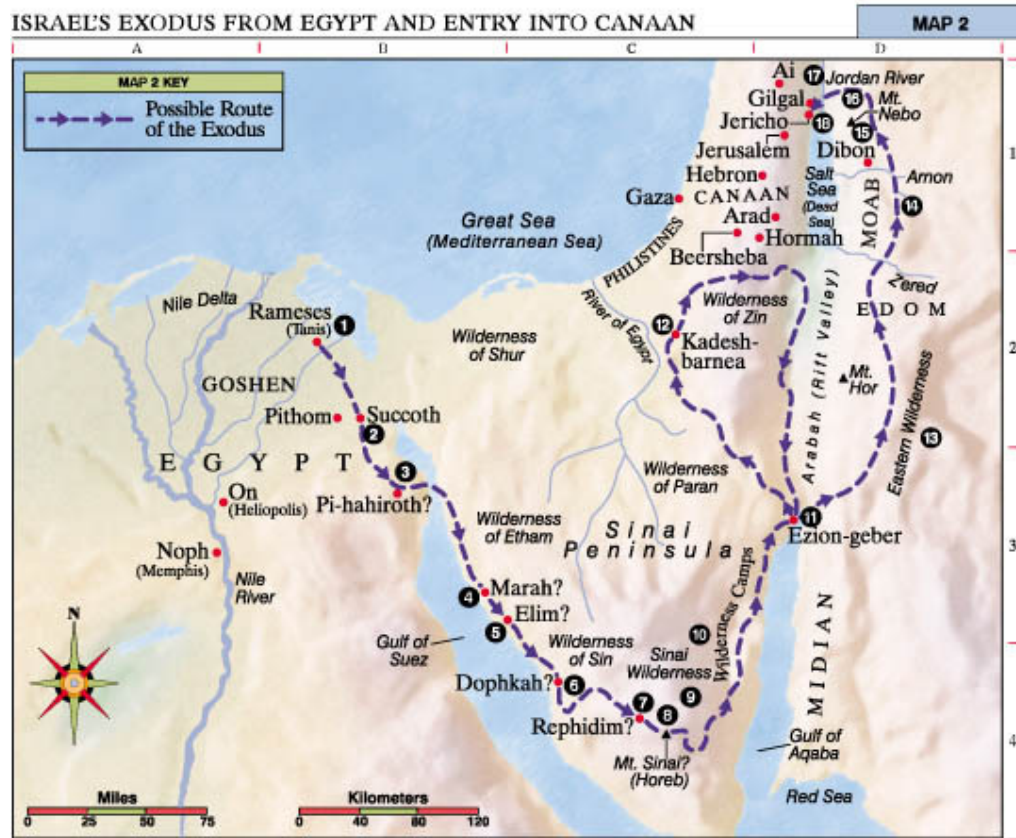 ISRAEL'S EXODUS FROM EGYPT AND ENTRY INTO CANAAN
MAP 2
A
B
C
D
MAP 2 KEY
Possible Route
of the Exodus
Ai
17
Jordan River
Gilgal
16
Mt.
Nebo
Jericho
18
15
Jerusalem
Dibon
1
Hebron
Salt
Sea
(Dead
Sea)
Arnon
Gaza
CANAAN
MOAB
14
Great Sea
(Mediterranean Sea)
Arad
Hormah
Beersheba
PHILISTINES
Zered
Nile Delta
Rameses
(Tanis)
1
Wilderness
of Shur
River of Egypt
12
Kadesh-
barnea
Wilderness
of Zin
Arabah (Rift Valley)
EDOM
2
Mt.
Hor
GOSHEN
Pithom
Succoth
2
Eastern Wilderness
13
EGYPT
3
Pi-hahiroth?
On
(Heliopolis)
Wilderness
of Paran
Wilderness
of Etham
Sinai
Peninsula
11
Ezion-geber
3
Noph
(Memphis)
Nile
River
N
4
Marah?
5
Elim?
Gulf of
Suez
Wilderness
of Sin
10
Sinai
Wilderness
Wilderness Camps
MIDIAN
Dophkah?
6
7
8
9
Rephidim?
Mt. Sinai?
(Horeb)
Gulf of
Aqaba
4
Red Sea
Miles
0 25 50 75
Kilometers
0 40 80 120